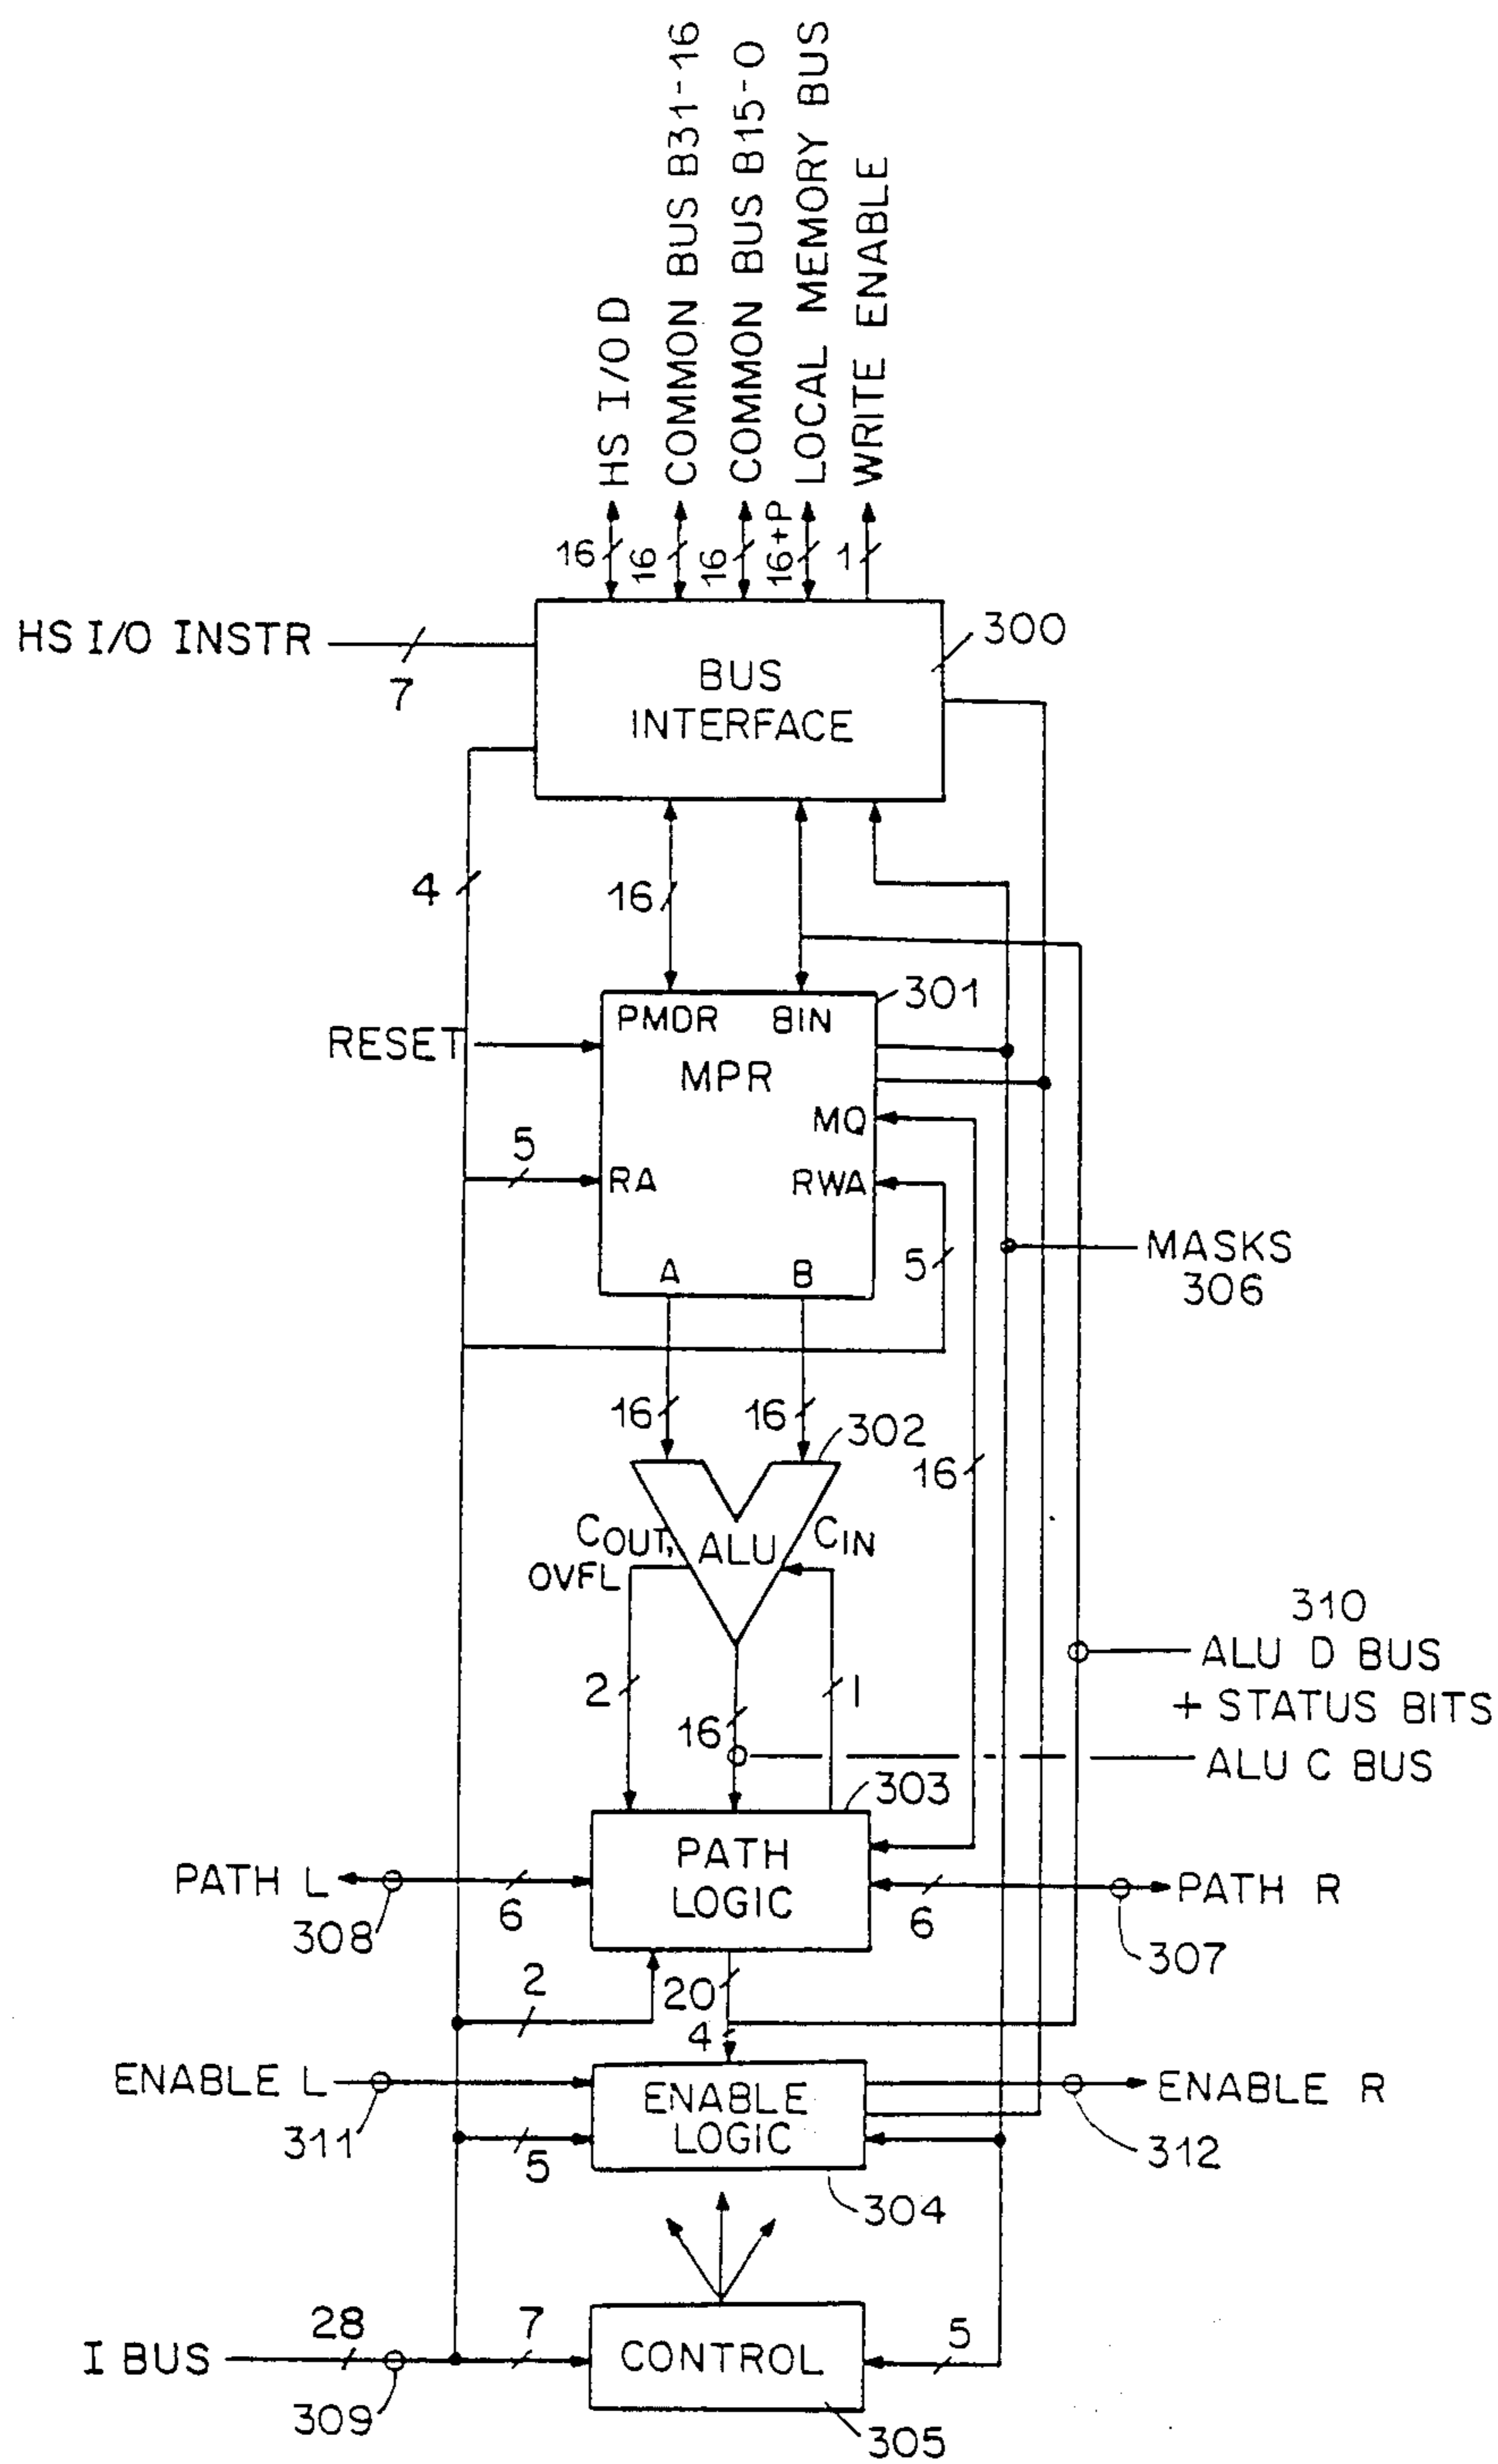 HS I/O D
COMMON BUS B31-16
COMMON BUS B15-0
LOCAL MEMORY BUS
WRITE ENABLE
16
16
16
16+P
1
HS I/O INSTR
7
300
BUS
INTERFACE
4
16
301
PMDR
BIN
RESET
MPR
MQ
5
RA
RWA
MASKS
306
5
A
B
16
16
302
16
COUT,
OVFL
ALU
CIN
310
ALU D BUS
+ STATUS BITS
2
16
1
ALU C BUS
303
PATH
LOGIC
PATH L
6
308
6
PATH R
307
2
20
4
ENABLE L
311
ENABLE
LOGIC
ENABLE R
312
5
304
I BUS
28
309
7
CONTROL
5
305